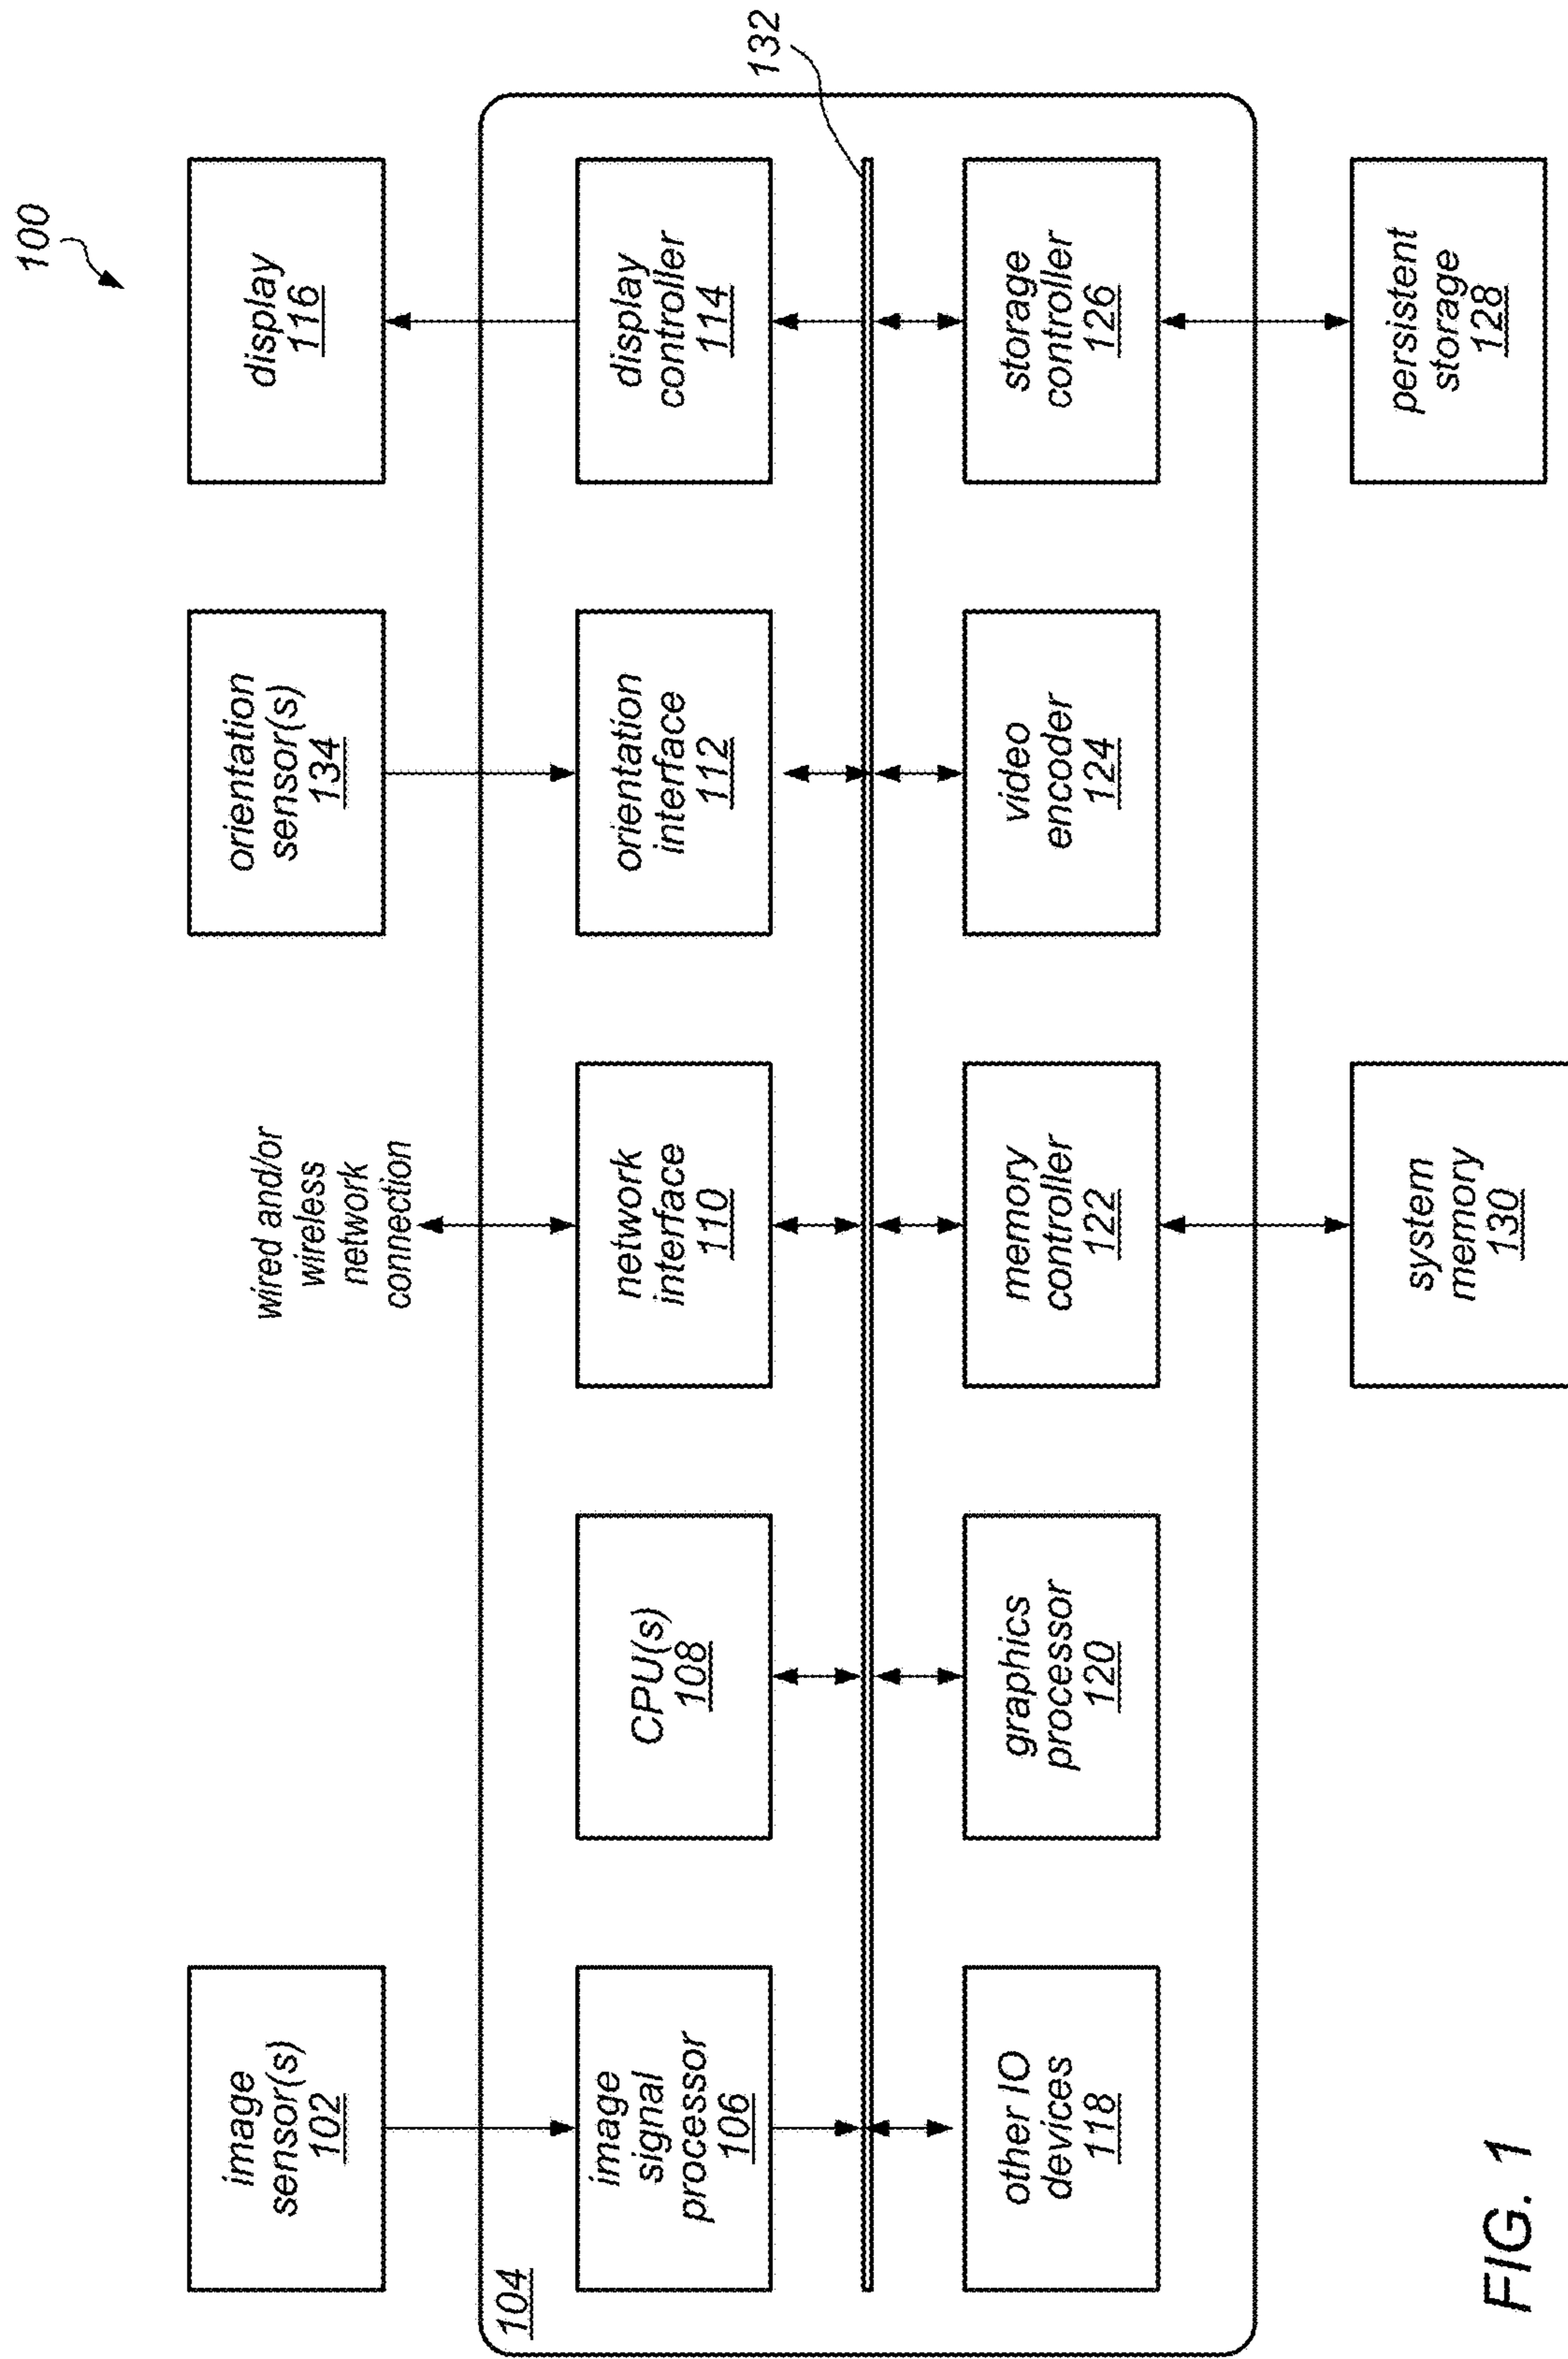 100
image
sensor(s)
102
wired and/or
wireless
network
connection
orientation
sensor(s)
134
display
116
104
image
signal
processor
106
CPU(s)
108
network
interface
110
orientation
interface
112
display
controller
114
132
other IO
devices
118
graphics
processor
120
memory
controller
122
video
encoder
124
storage
controller
126
system
memory
130
persistent
storage
128
FIG. 1